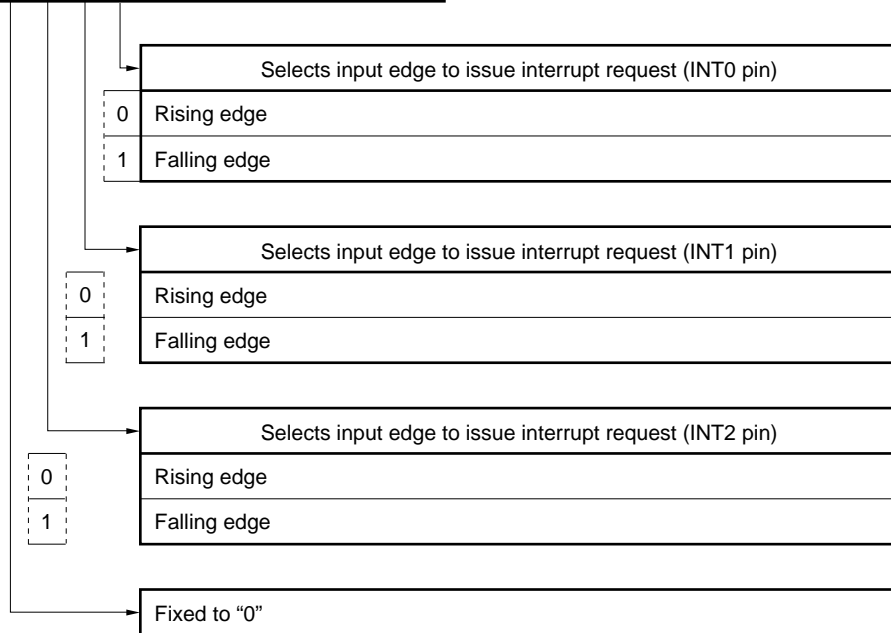 Selects input edge to issue interrupt request (INT0 pin)
0 Rising edge
1 Falling edge
Selects input edge to issue interrupt request (INT1 pin)
0 Rising edge
1 Falling edge
Selects input edge to issue interrupt request (INT2 pin)
0 Rising edge
1 Falling edge
Fixed to “0”